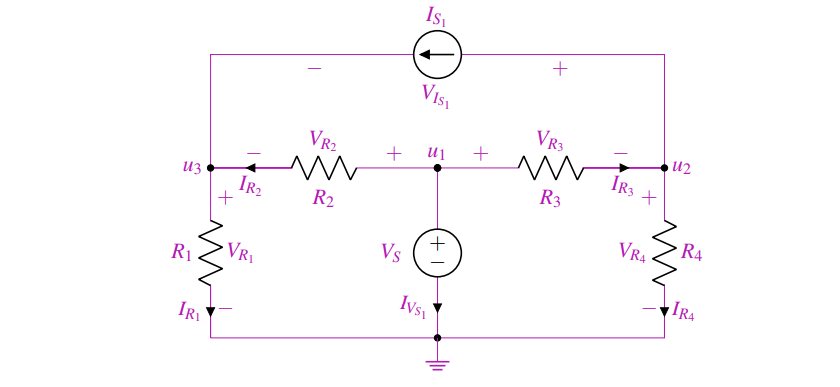 I_{S_1}
− +
V_{I_{S_1}}
V_{R_2} V_{R_3}
− + u_1 + −
u_3 u_2
I_{R_2} R_2 R_3 I_{R_3}
+ +
R_1 V_{R_1} V_S + − V_{R_4} R_4
I_{R_1} − I_{V_{S_1}} − I_{R_4}